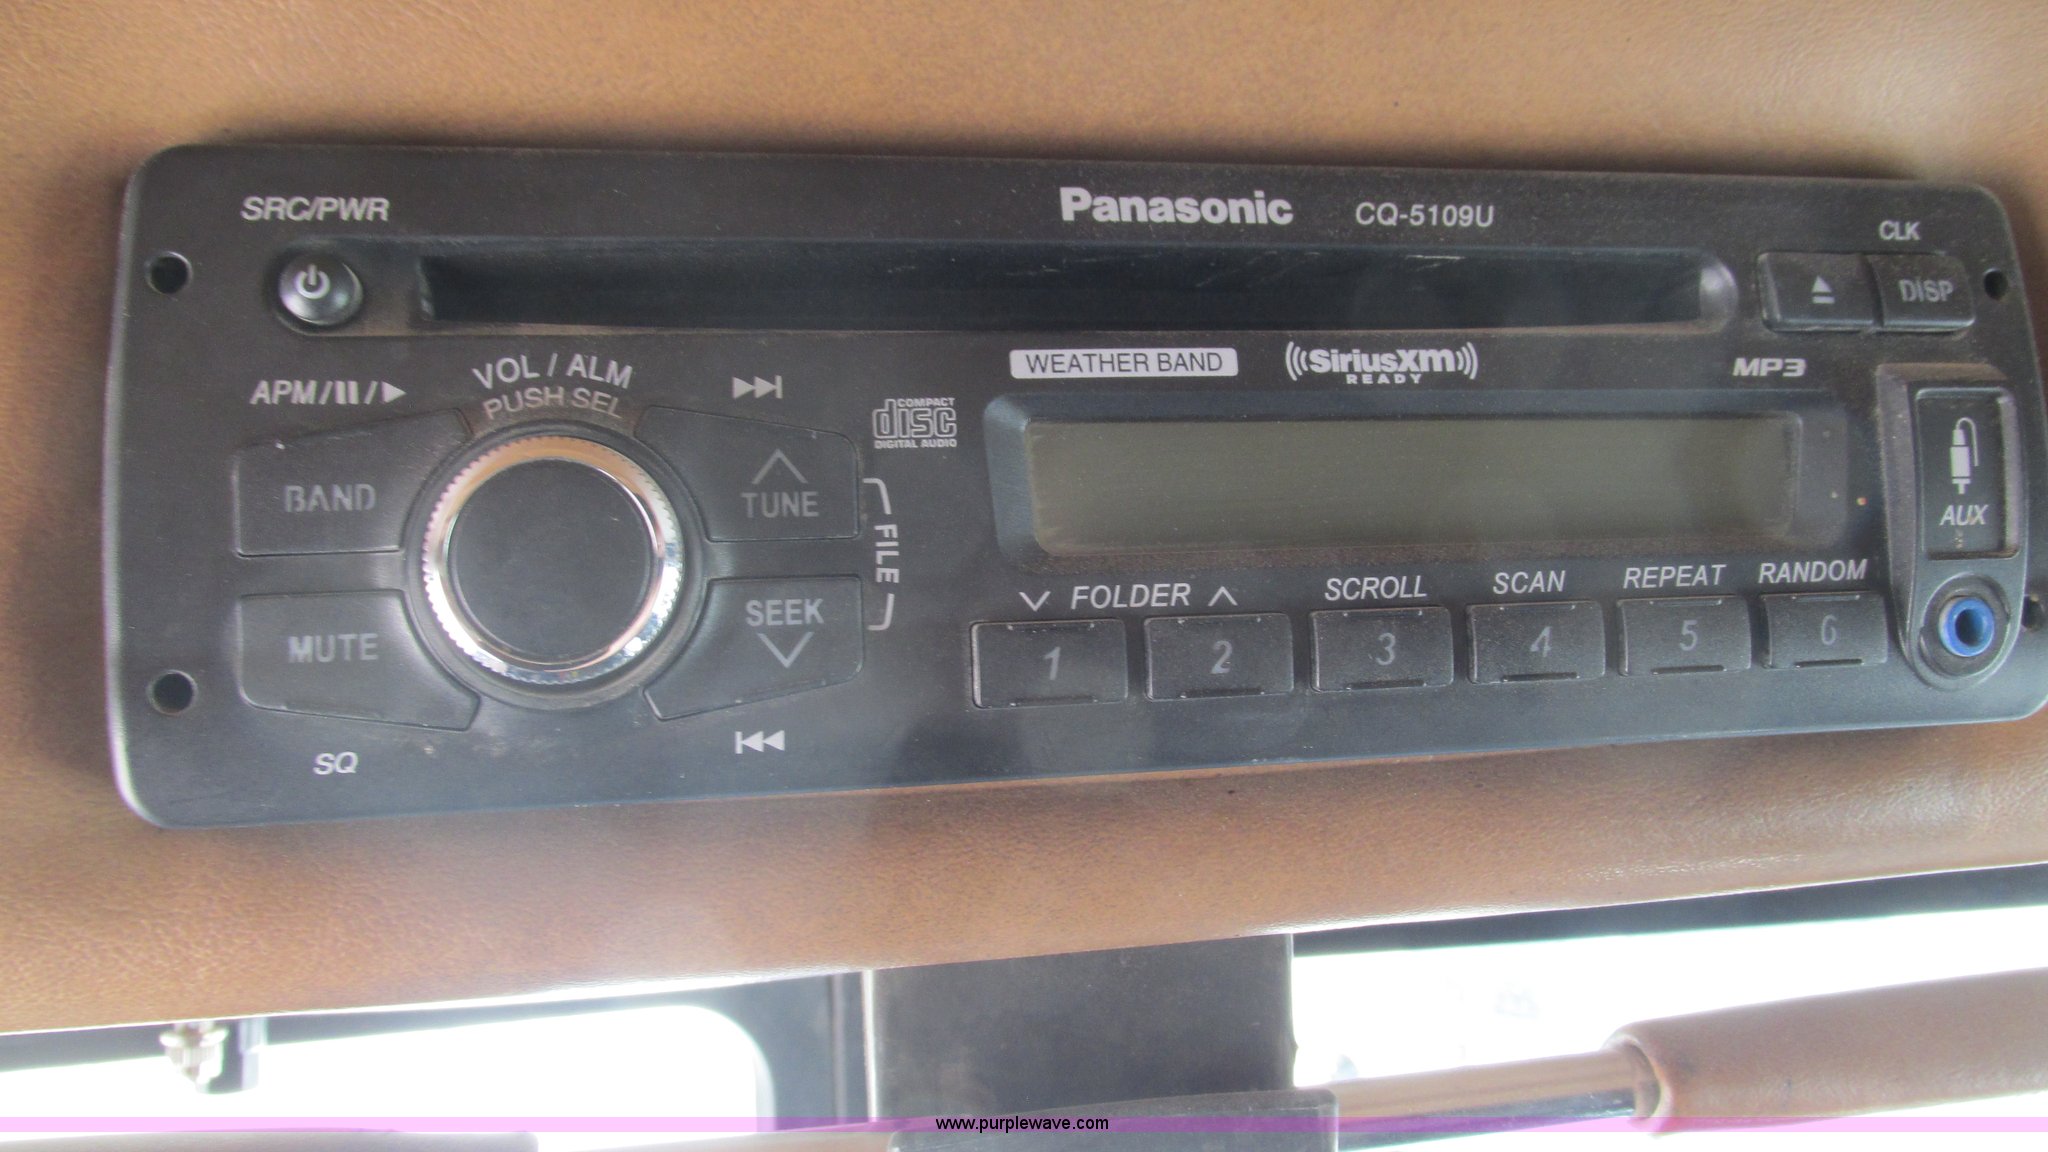 SRC/PWR
Panasonic CQ-5109U
CLK
DISP
WEATHER BAND
((SiriusXm))
READY
MP3
APM/II/▶
VOL / ALM
PUSH SEL
COMPACT
disc
DIGITAL AUDIO
BAND
TUNE
FILE
AUX
MUTE
SEEK
FOLDER SCROLL SCAN REPEAT RANDOM
1 2 3 4 5 6
SQ
www.purplewave.com